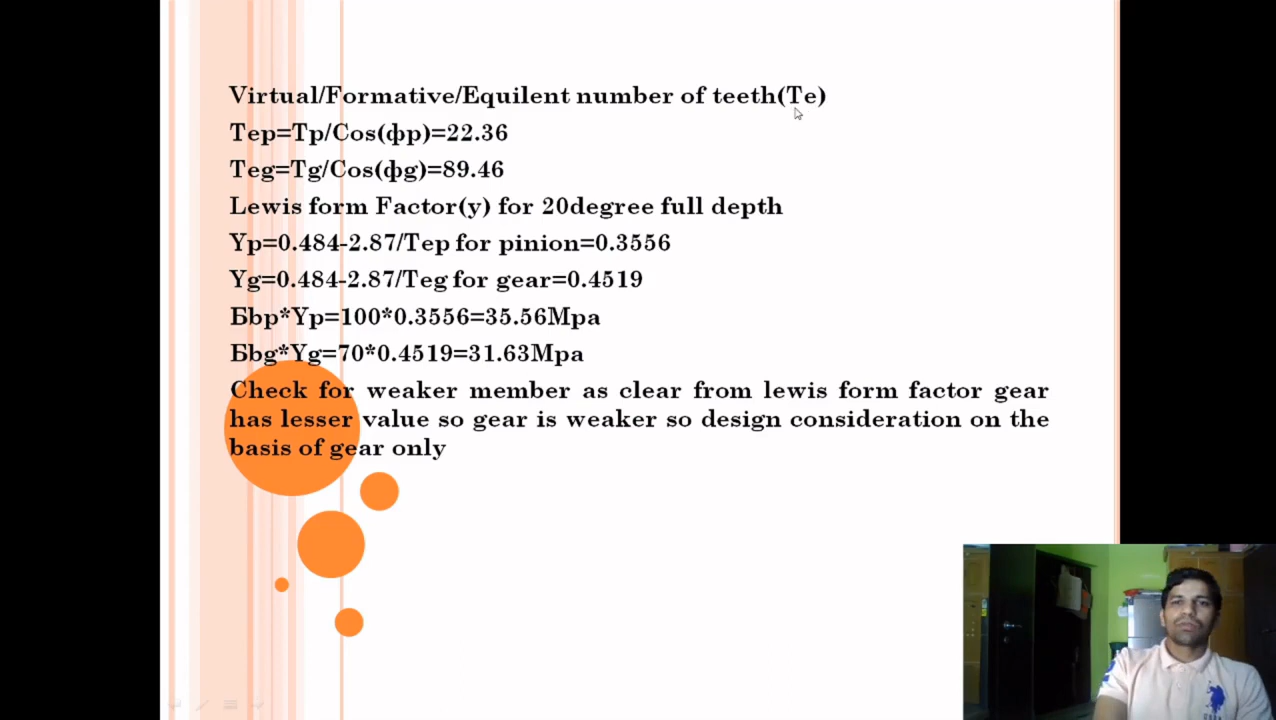 Virtual/Formative/Equilent number of teeth(Te)
Tep=Tp/Cos(фp)=22.36
Teg=Tg/Cos(фg)=89.46
Lewis form Factor(y) for 20degree full depth
Yp=0.484-2.87/Tep for pinion=0.3556
Yg=0.484-2.87/Teg for gear=0.4519
Бbp*Yp=100*0.3556=35.56Mpa
Бbg*Yg=70*0.4519=31.63Mpa
Check for weaker member as clear from lewis form factor gear
has lesser value so gear is weaker so design consideration on the
basis of gear only